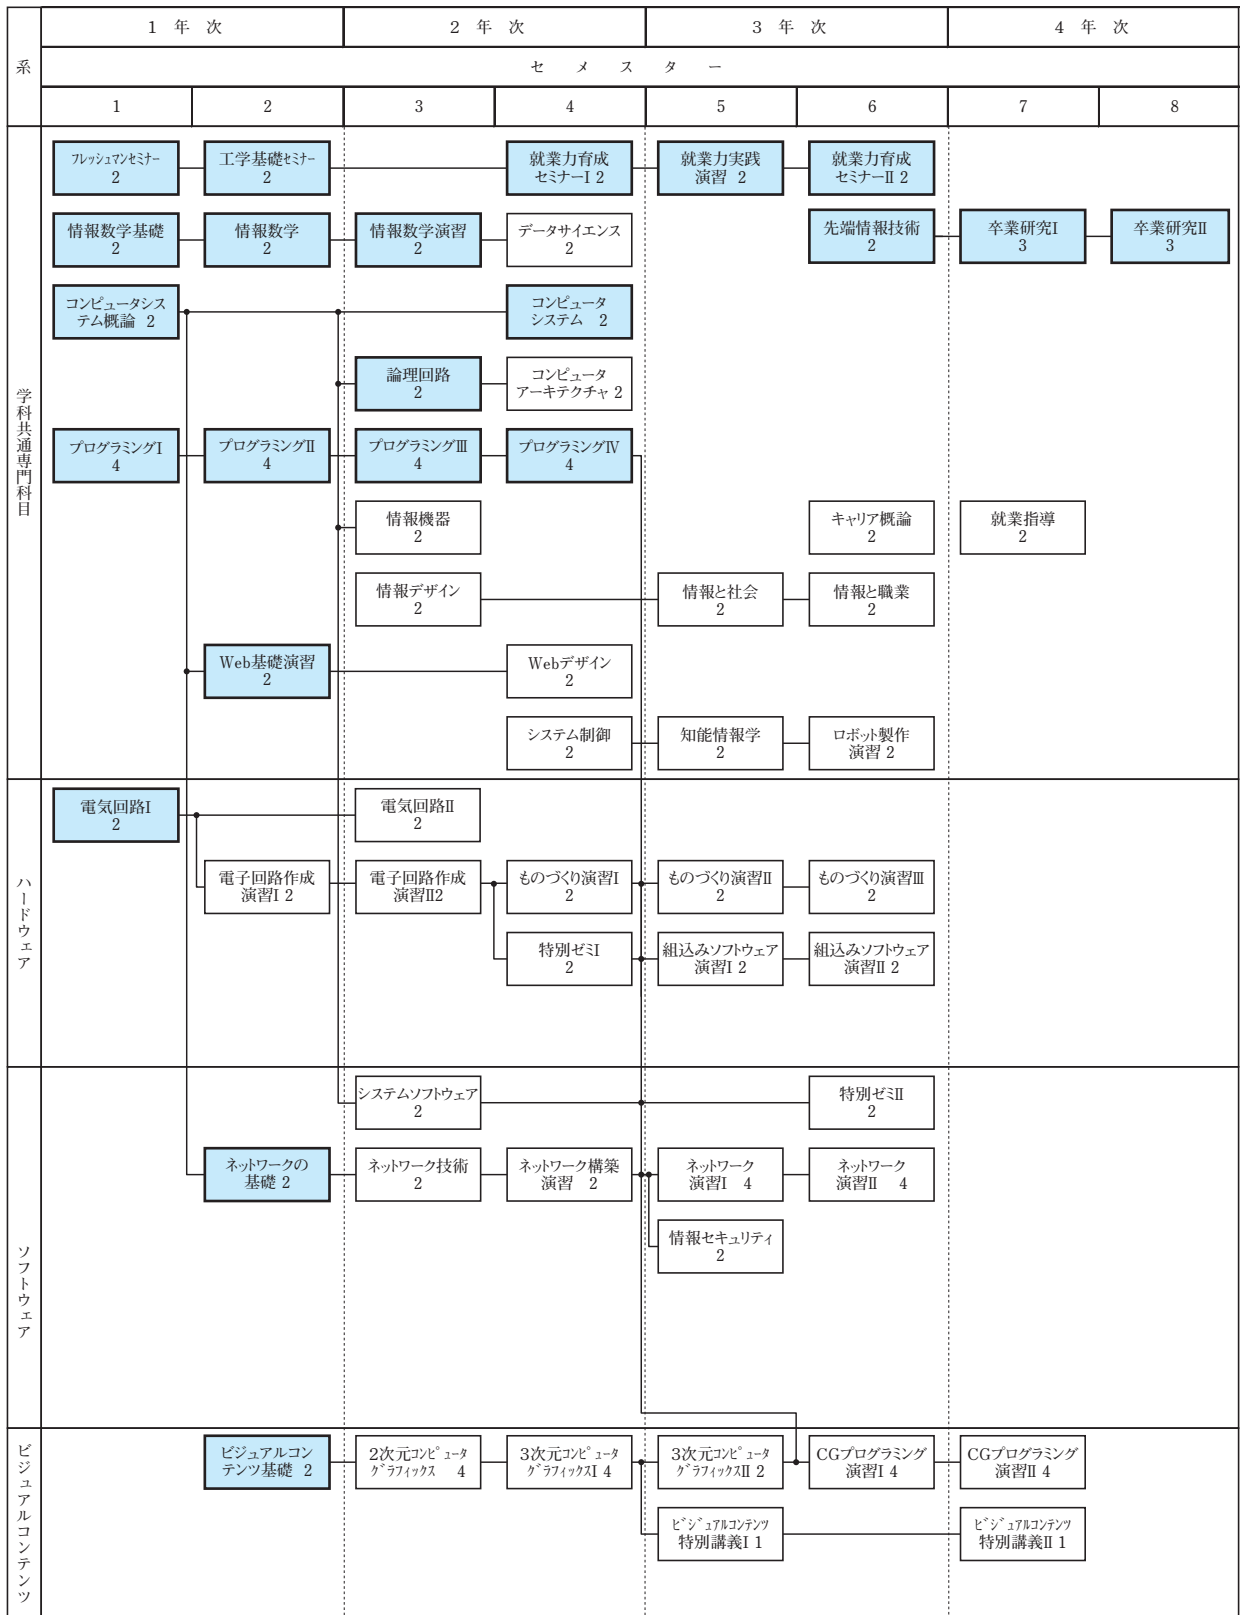 系
1 年 次
2 年 次
3 年 次
4 年 次
セ メ ス タ ー
1
2
3
4
5
6
7
8
学科共通専門科目
フレッシュマンセミナー
2
工学基礎セミナー
2
就業力育成
セミナーI 2
就業力実践
演習 2
就業力育成
セミナーII 2
情報数学基礎
2
情報数学
2
情報数学演習
2
データサイエンス
2
先端情報技術
2
卒業研究I
3
卒業研究II
3
コンピュータシス
テム概論 2
コンピュータ
システム 2
論理回路
2
コンピュータ
アーキテクチャ 2
プログラミングI
4
プログラミングII
4
プログラミングIII
4
プログラミングIV
4
情報機器
2
キャリア概論
2
就業指導
2
情報デザイン
2
情報と社会
2
情報と職業
2
Web基礎演習
2
Webデザイン
2
システム制御
2
知能情報学
2
ロボット製作
演習 2
ハードウェア
電気回路I
2
電気回路II
2
電子回路作成
演習I 2
電子回路作成
演習II2
ものづくり演習I
2
ものづくり演習II
2
ものづくり演習III
2
特別ゼミI
2
組込みソフトウェア
演習I 2
組込みソフトウェア
演習II 2
ソフトウェア
システムソフトウェア
2
特別ゼミII
2
ネットワークの
基礎 2
ネットワーク技術
2
ネットワーク構築
演習 2
ネットワーク
演習I 4
ネットワーク
演習II 4
情報セキュリティ
2
ビジュアルコンテンツ
ビジュアルコン
テンツ基礎 2
2次元コンピュータ
グラフィックス 4
3次元コンピュータ
グラフィックスI 4
3次元コンピュータ
グラフィックスII 2
CGプログラミング
演習I 4
CGプログラミング
演習II 4
ビジュアルコンテンツ
特別講義I 1
ビジュアルコンテンツ
特別講義II 1